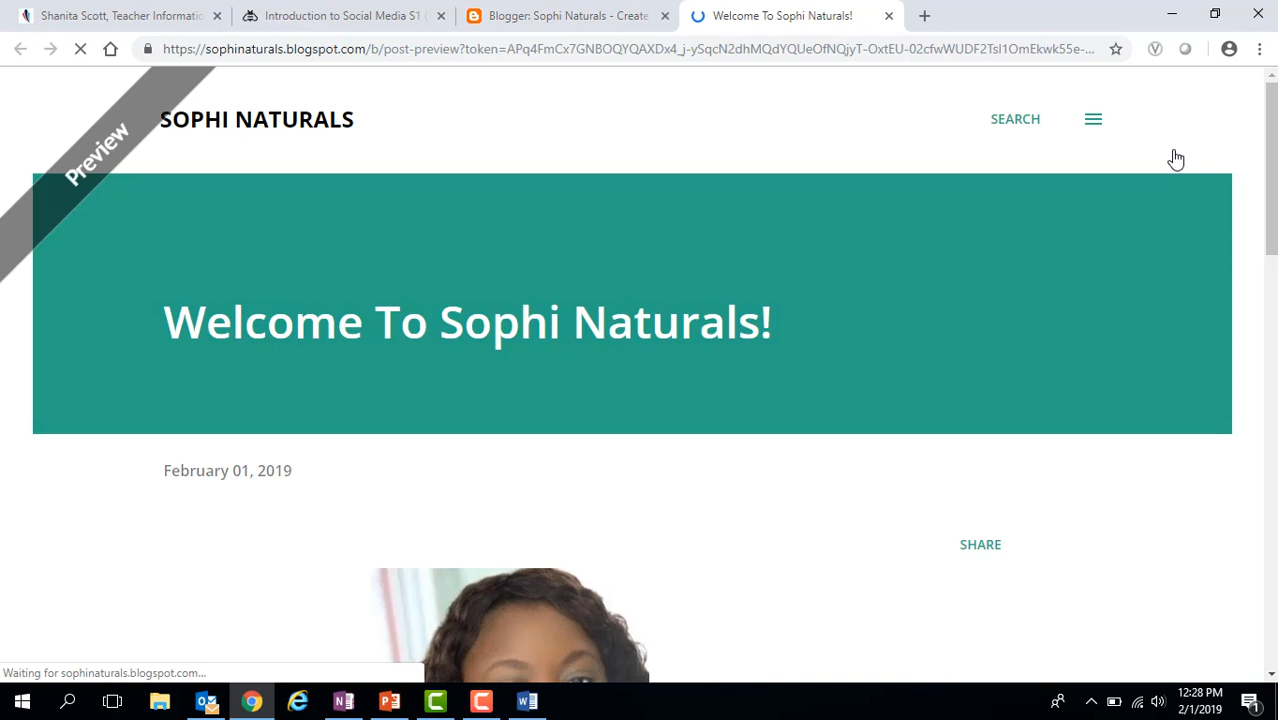 Shanita Scott, Teacher Informatio
Introduction to Social Media S1 (
Blogger: Sophi Naturals - Create
Welcome To Sophi Naturals!
https://sophinaturals.blogspot.com/b/post-preview?token=APq4FmCx7GNBOQYQAXDx4_j-ySqcN2dhMQdYQUeOfNQjyT-OxtEU-02cfwWUDF2TsI1OmEkwk55e-...
Preview
SOPHI NATURALS
SEARCH
Welcome To Sophi Naturals!
February 01, 2019
SHARE
Waiting for sophinaturals.blogspot.com...
12:28 PM
2/1/2019